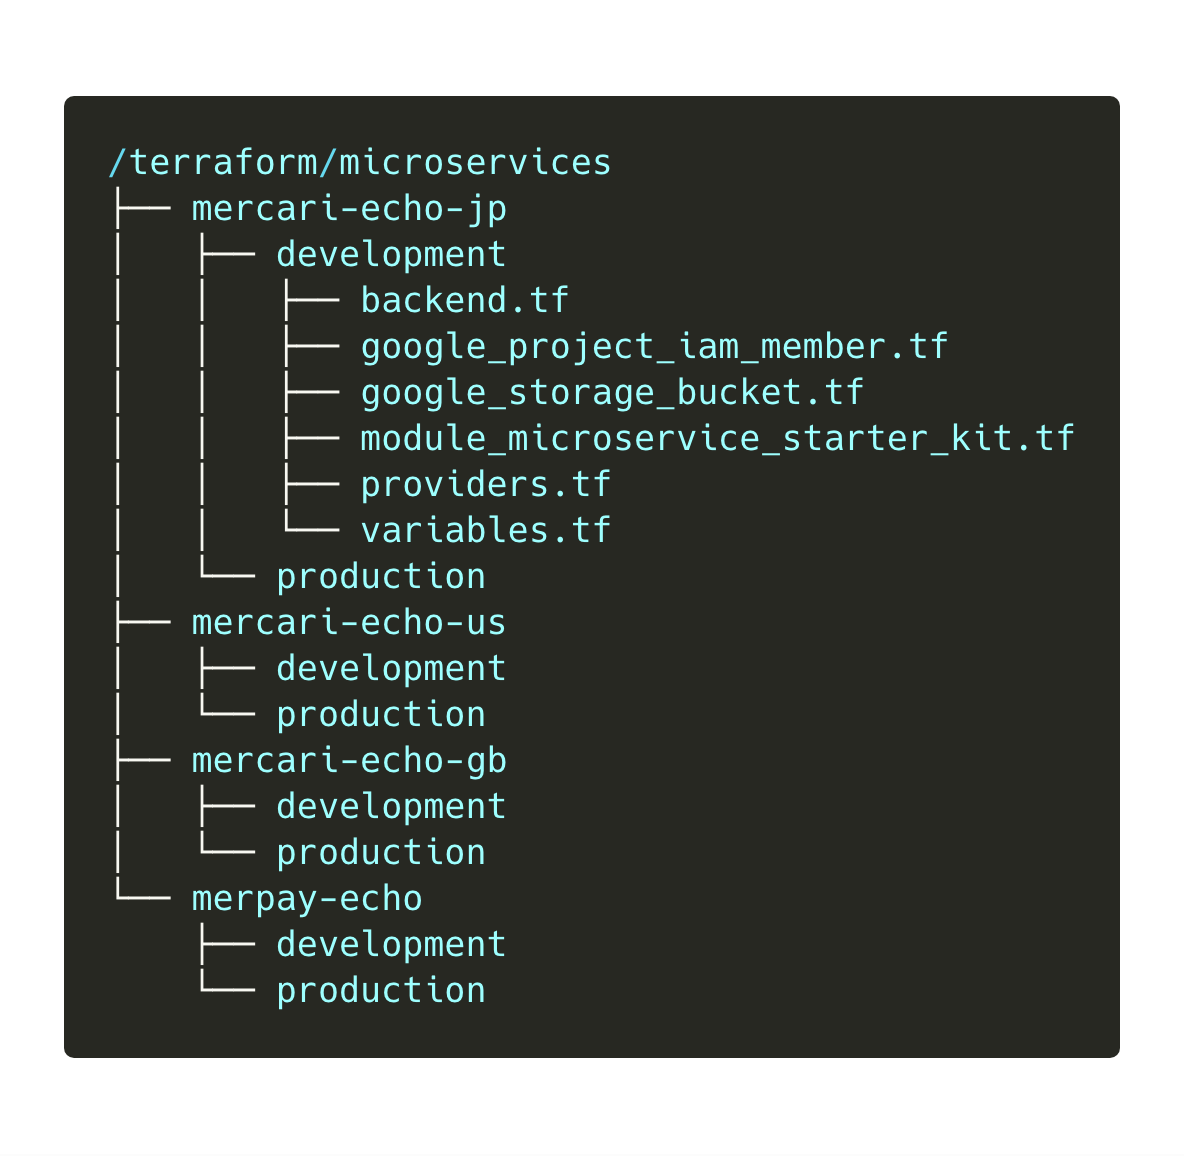 /terraform/microservices
├── mercari-echo-jp
│   ├── development
│   │   ├── backend.tf
│   │   ├── google_project_iam_member.tf
│   │   ├── google_storage_bucket.tf
│   │   ├── module_microservice_starter_kit.tf
│   │   ├── providers.tf
│   │   └── variables.tf
│   └── production
├── mercari-echo-us
│   ├── development
│   └── production
├── mercari-echo-gb
│   ├── development
│   └── production
└── merpay-echo
    ├── development
    └── production